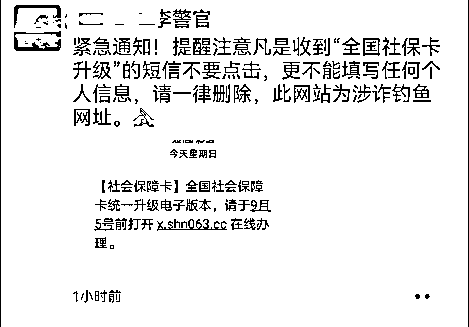 李警官
紧急通知！提醒注意凡是收到“全国社保卡
升级”的短信不要点击，更不能填写任何个
人信息，请一律删除，此网站为涉诈钓鱼
网址。
今天星期日
【社会保障卡】全国社会保障
卡统一升级电子版本，请于9月
5号前打开 x.shn063.cc 在线办
理。
1小时前